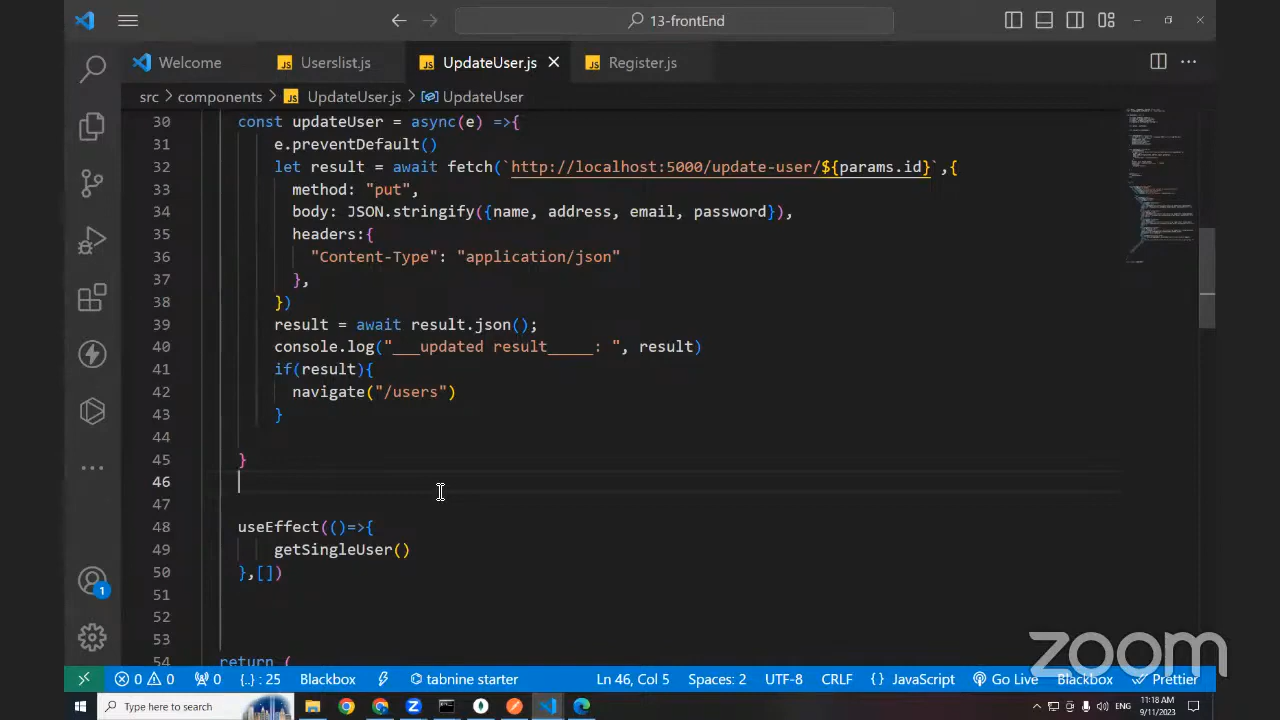 13-frontEnd
Welcome
Userslist.js
UpdateUser.js
Register.js
src > components > UpdateUser.js > UpdateUser
30 const updateUser = async(e) =>{
31 e.preventDefault()
32 let result = await fetch(`http://localhost:5000/update-user/${params.id}`,{
33 method: "put",
34 body: JSON.stringify({name, address, email, password}),
35 headers:{
36 "Content-Type": "application/json"
37 },
38 })
39 result = await result.json();
40 console.log("___updated result_____: ", result)
41 if(result){
42 navigate("/users")
43 }
44
45 }
46
47
48 useEffect(()=>{
49 getSingleUser()
50 },[])
51
52
53
54 return (
zoom
1
0 0 0 {..} : 25 Blackbox tabnine starter Ln 46, Col 5 Spaces: 2 UTF-8 CRLF {} JavaScript Go Live Blackbox Prettier
Type here to search
11:18 AM
9/11/2023